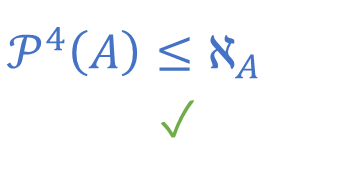 𝒫⁴(A) ≤ ℵ_A
✓